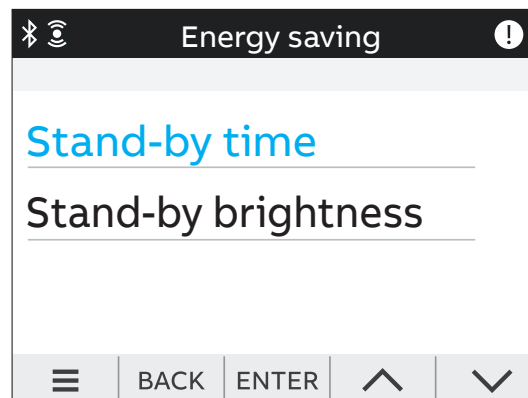 Energy saving
Stand-by time
Stand-by brightness
BACK ENTER